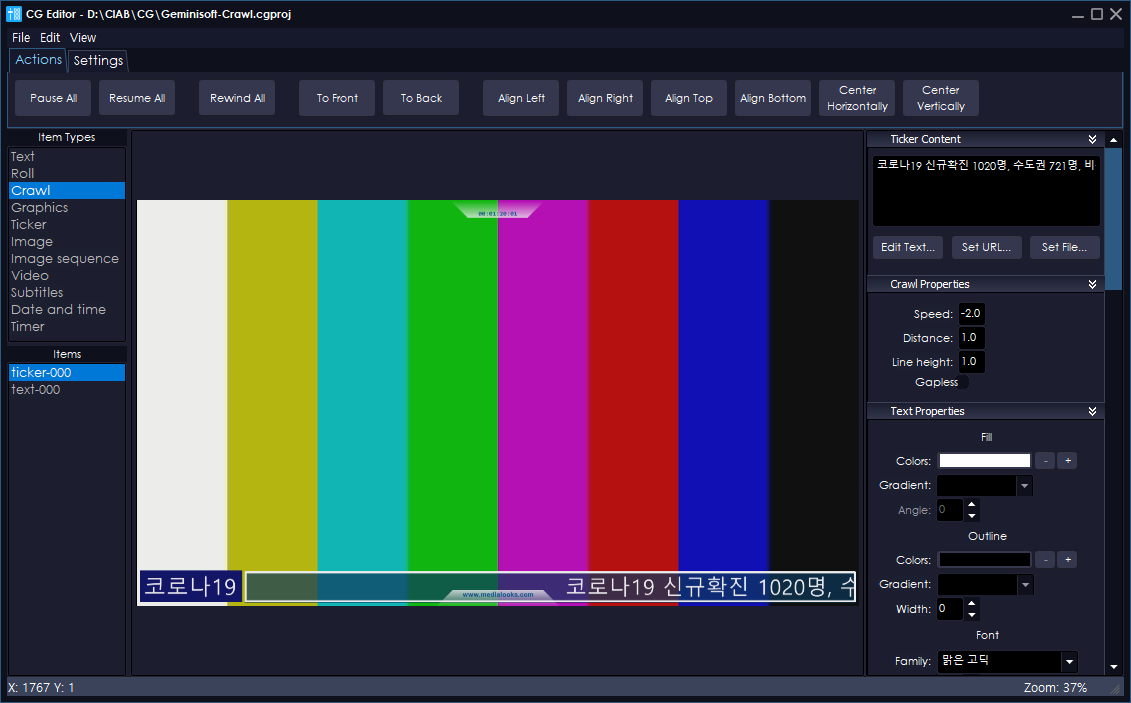 CG Editor - D:\CIAB\CG\Geminisoft-Crawl.cgproj
File Edit View
Actions Settings
Pause All Resume All Rewind All To Front To Back Align Left Align Right Align Top Align Bottom Center Horizontally Center Vertically
Item Types
Text
Roll
Crawl
Graphics
Ticker
Image
Image sequence
Video
Subtitles
Date and time
Timer
Items
ticker-000
text-000
00:01:20:01
코로나19 코로나19 신규확진 1020명, 수
www.medialooks.com
Ticker Content
코로나19 신규확진 1020명, 수도권 721명, 비
Edit Text... Set URL... Set File...
Crawl Properties
Speed: -2.0
Distance: 1.0
Line height: 1.0
Gapless
Text Properties
Fill
Colors: - +
Gradient:
Angle: 0
Outline
Colors: - +
Gradient:
Width: 0
Font
Family: 맑은 고딕
X: 1767 Y: 1 Zoom: 37%